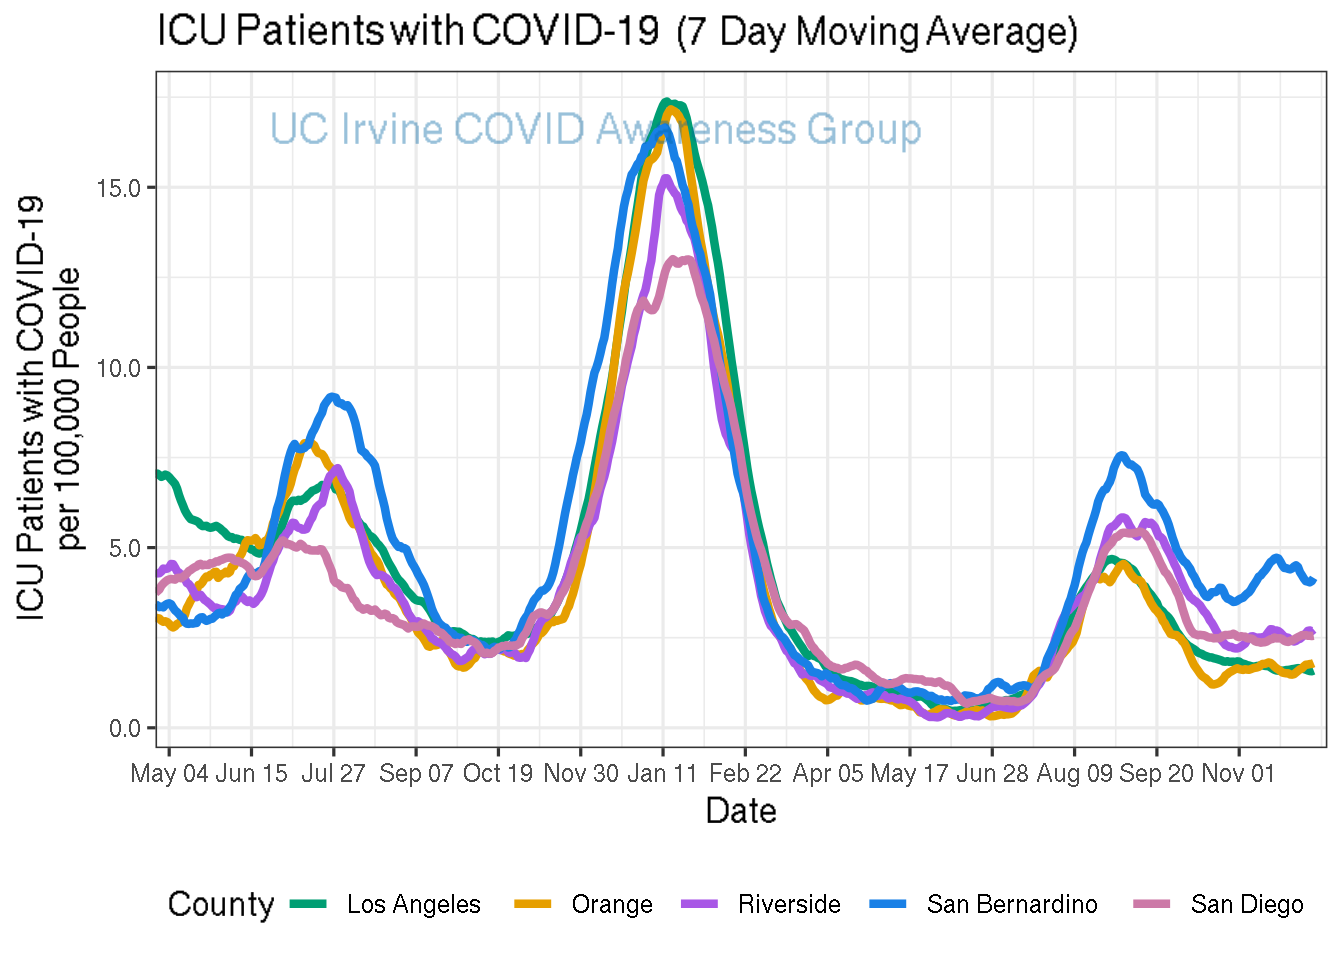 ICU Patients with COVID-19 (7 Day Moving Average)
UC Irvine COVID Awareness Group
ICU Patients with COVID-19
per 100,000 People
15.0
10.0
5.0
0.0
May 04 Jun 15 Jul 27 Sep 07 Oct 19 Nov 30 Jan 11 Feb 22 Apr 05 May 17 Jun 28 Aug 09 Sep 20 Nov 01
Date
County Los Angeles Orange Riverside San Bernardino San Diego